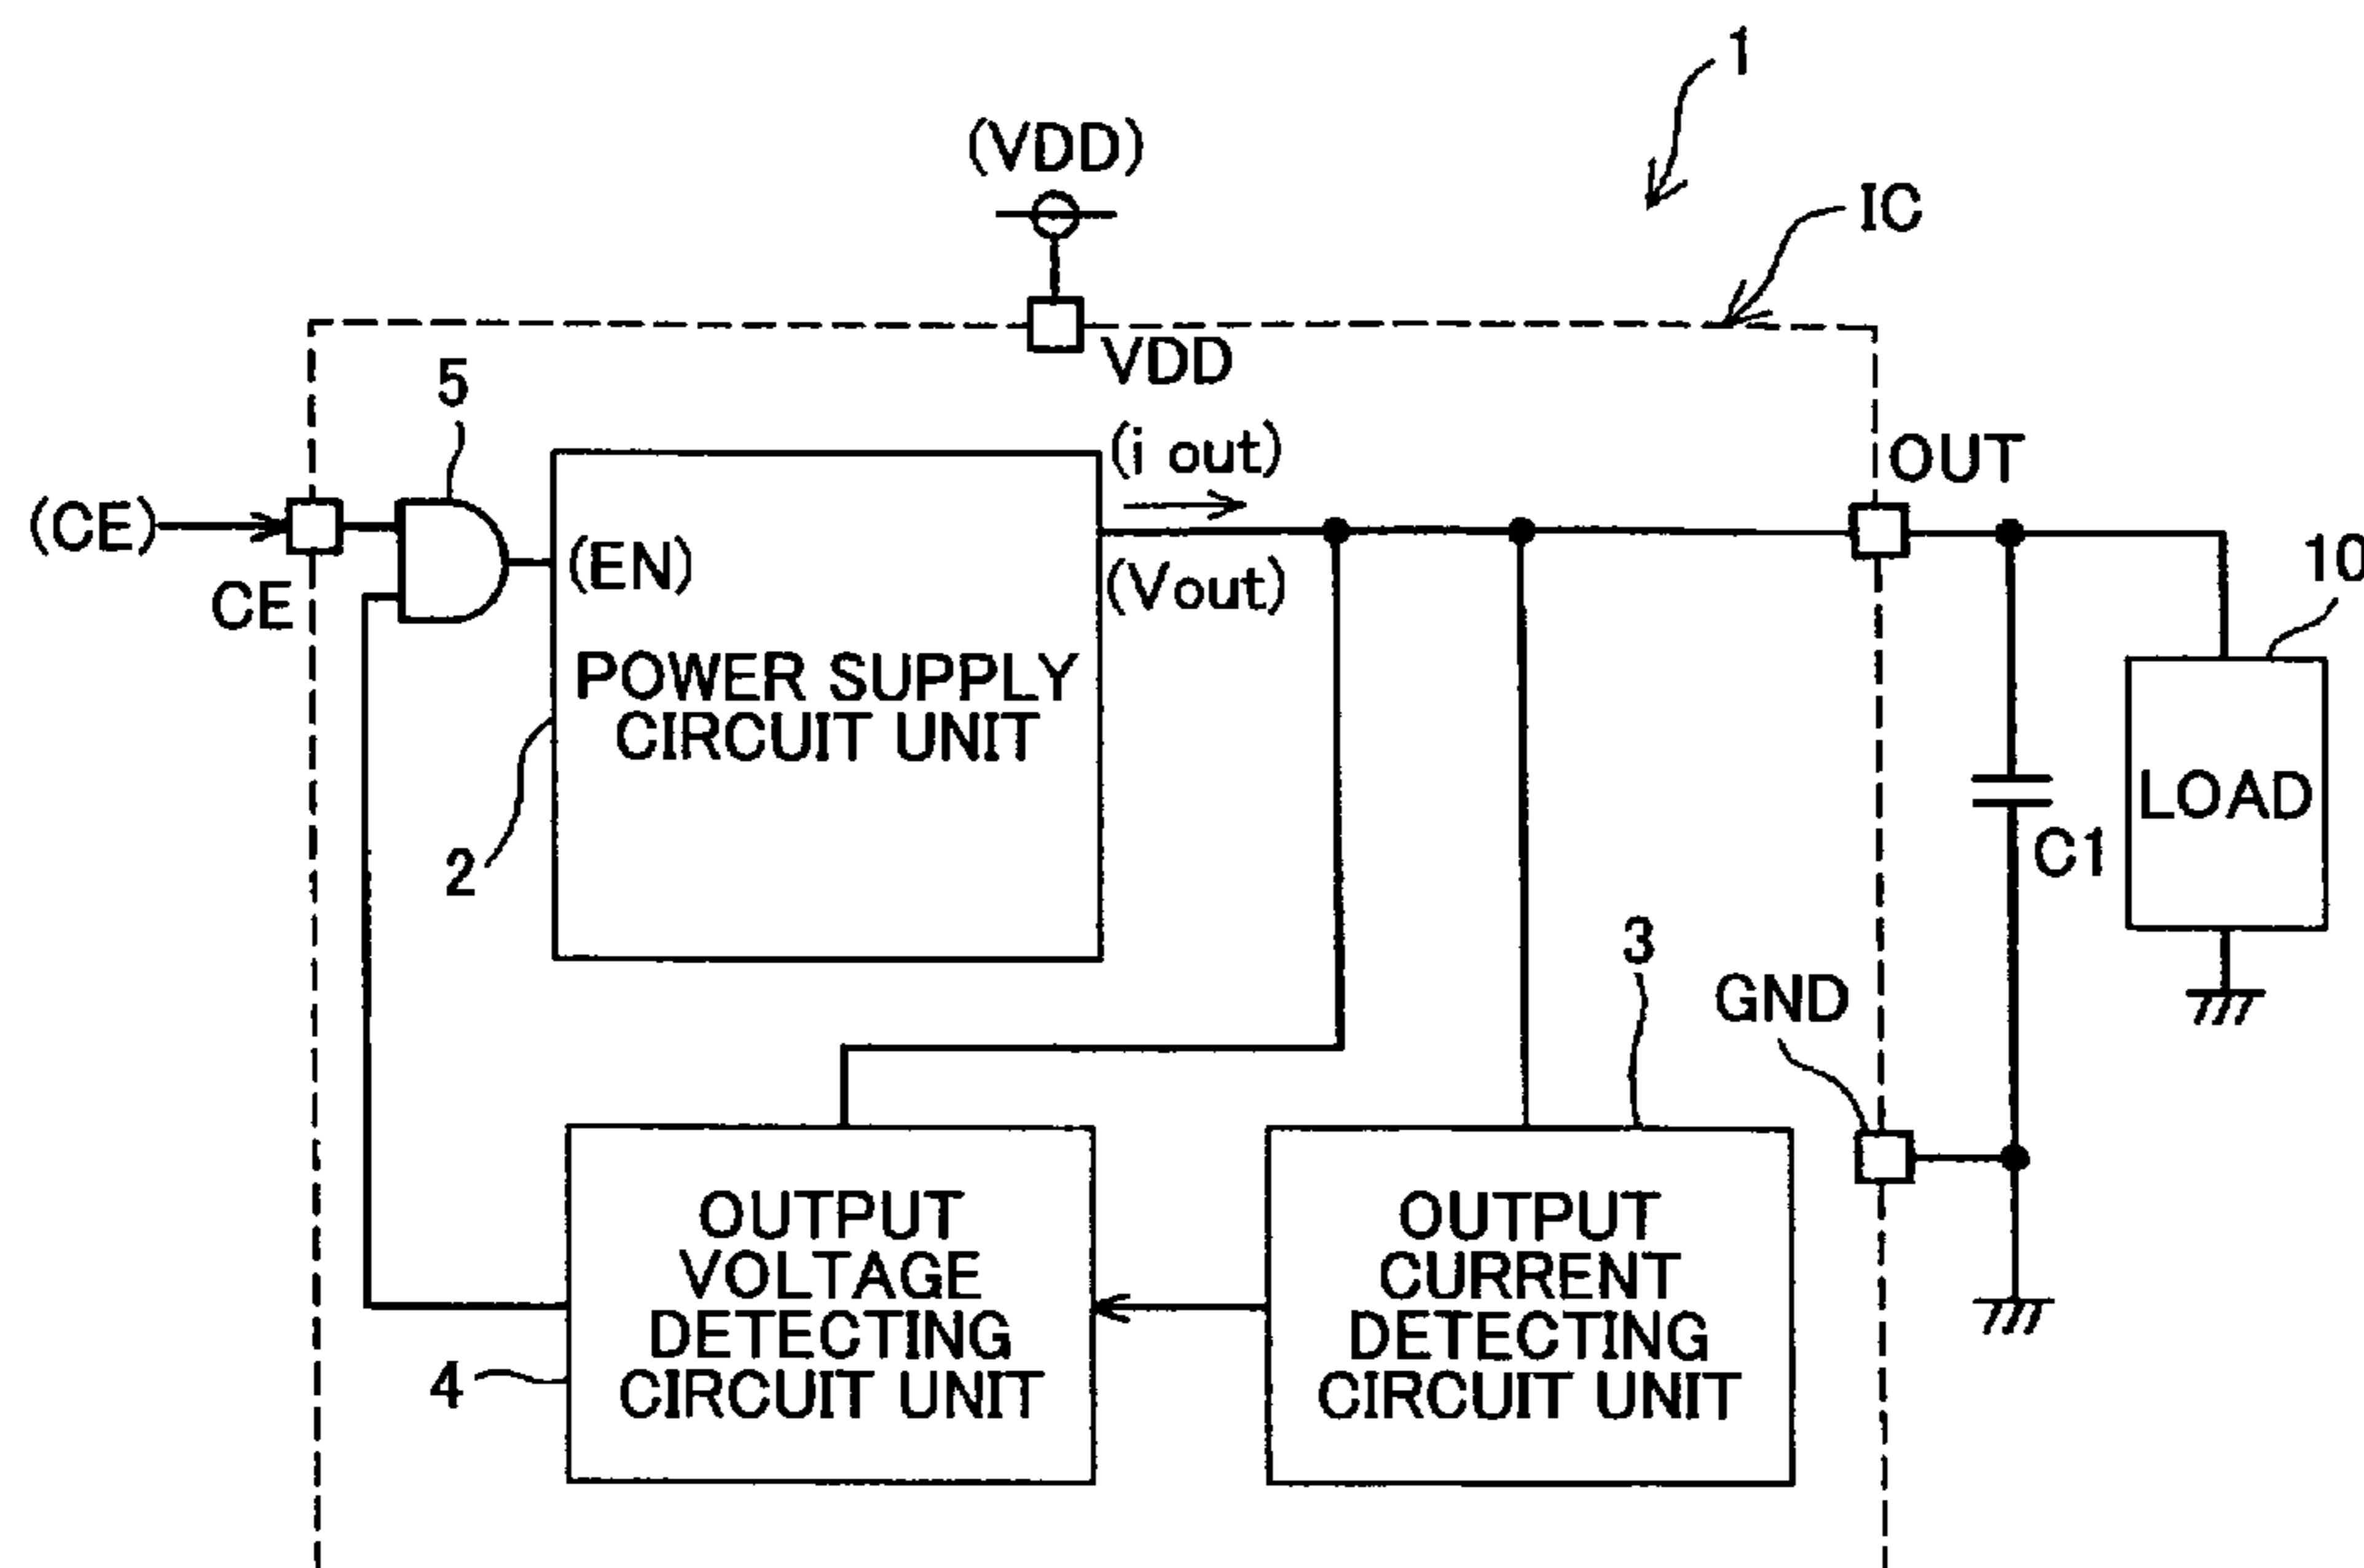 1
(VDD)
IC
VDD
5
(i out)
OUT
(CE)
(EN)
(Vout)
CE
10
POWER SUPPLY
CIRCUIT UNIT
LOAD
2
C1
3
GND
OUTPUT
VOLTAGE
DETECTING
CIRCUIT UNIT
OUTPUT
CURRENT
DETECTING
CIRCUIT UNIT
4